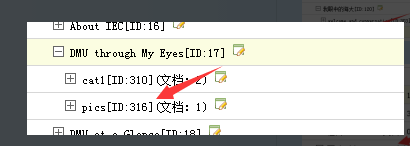 About IEC[ID:16]
DMU through My Eyes[ID:17]
cat1[ID:310](文档: 2)
pics[ID:316](文档: 1)
DMU at a Glance[ID:18]